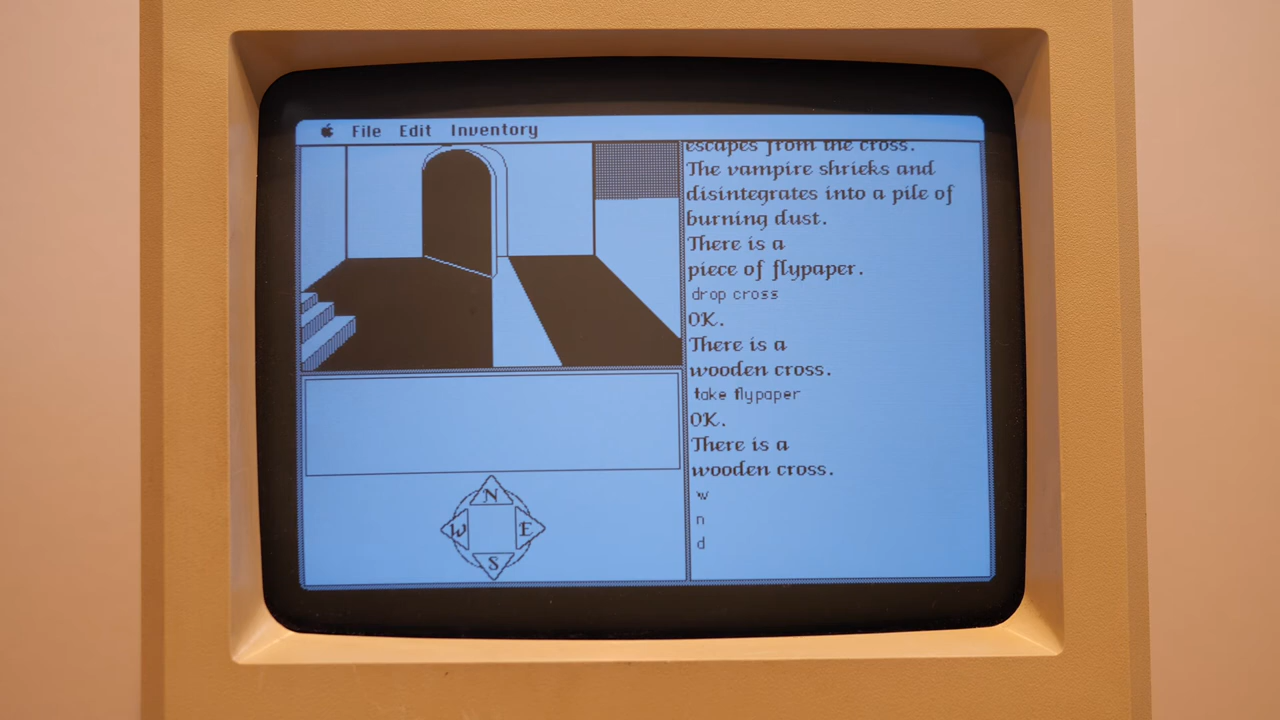 File Edit Inventory
escapes from the cross.
The vampire shrieks and
disintegrates into a pile of
burning dust.
There is a
piece of flypaper.
drop cross
OK.
There is a
wooden cross.
take flypaper
OK.
There is a
wooden cross.
w
n
d
N
W E
S